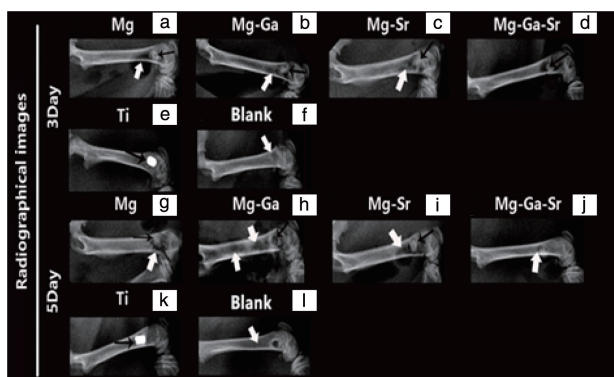 Radiographical images
3Day
Mg a Mg-Ga b Mg-Sr c Mg-Ga-Sr d
Ti e Blank f
5Day
Mg g Mg-Ga h Mg-Sr i Mg-Ga-Sr j
Ti k Blank l